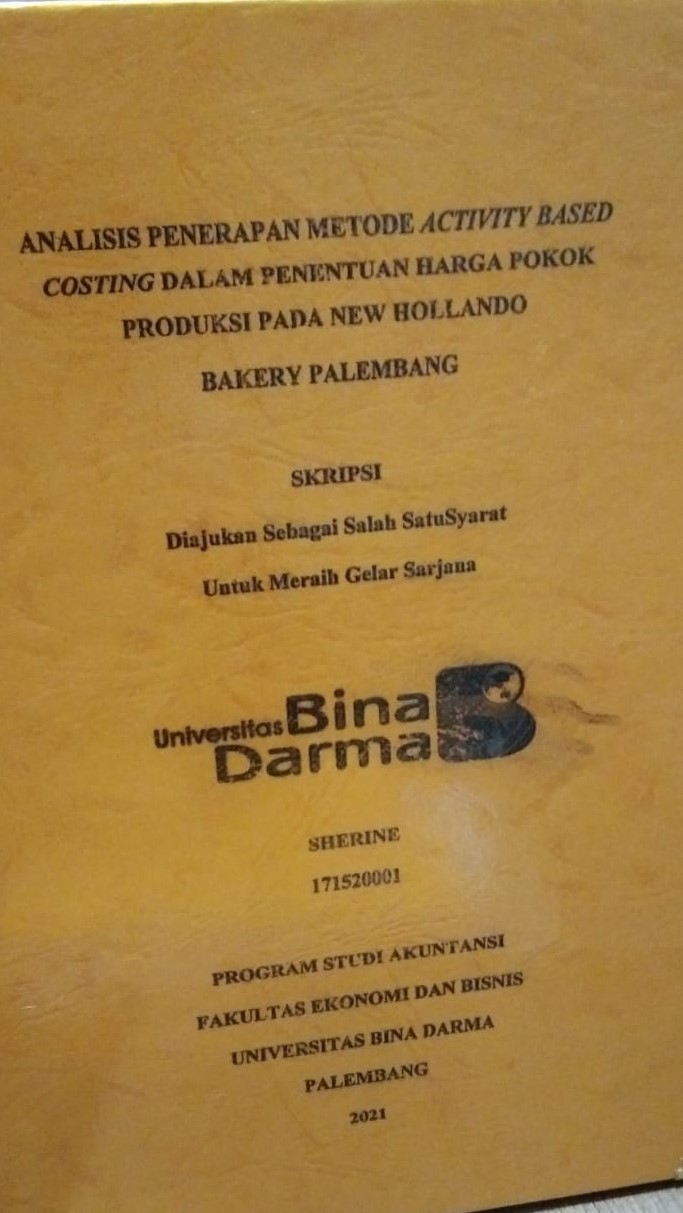 ANALISIS PENERAPAN METODE ACTIVITY BASED
COSTING DALAM PENENTUAN HARGA POKOK
PRODUKSI PADA NEW HOLLANDO
BAKERY PALEMBANG
SKRIPSI
Diajukan Sebagai Salah SatuSyarat
Untuk Meraih Gelar Sarjana
Universitas Bina
Darma
SHERINE
171520001
PROGRAM STUDI AKUNTANSI
FAKULTAS EKONOMI DAN BISNIS
UNIVERSITAS BINA DARMA
PALEMBANG
2021